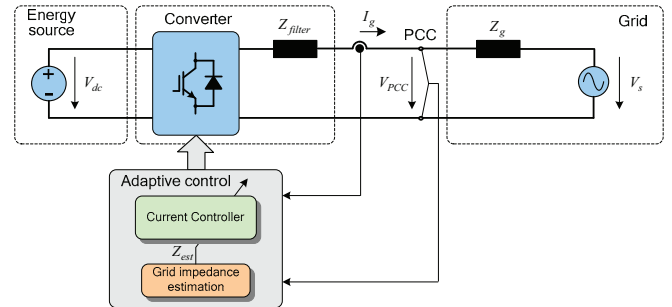 Energy
source
Converter
Z_filter
I_g
PCC
Z_g
Grid
V_dc
V_PCC
V_s
Adaptive control
Current Controller
Z_est
Grid impedance
estimation